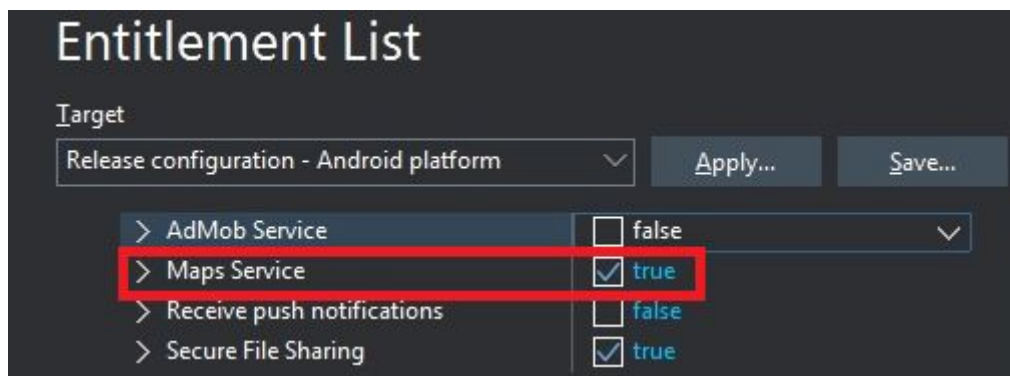 Entitlement List
Target
Release configuration - Android platform Apply... Save...
AdMob Service false
Maps Service true
Receive push notifications false
Secure File Sharing true